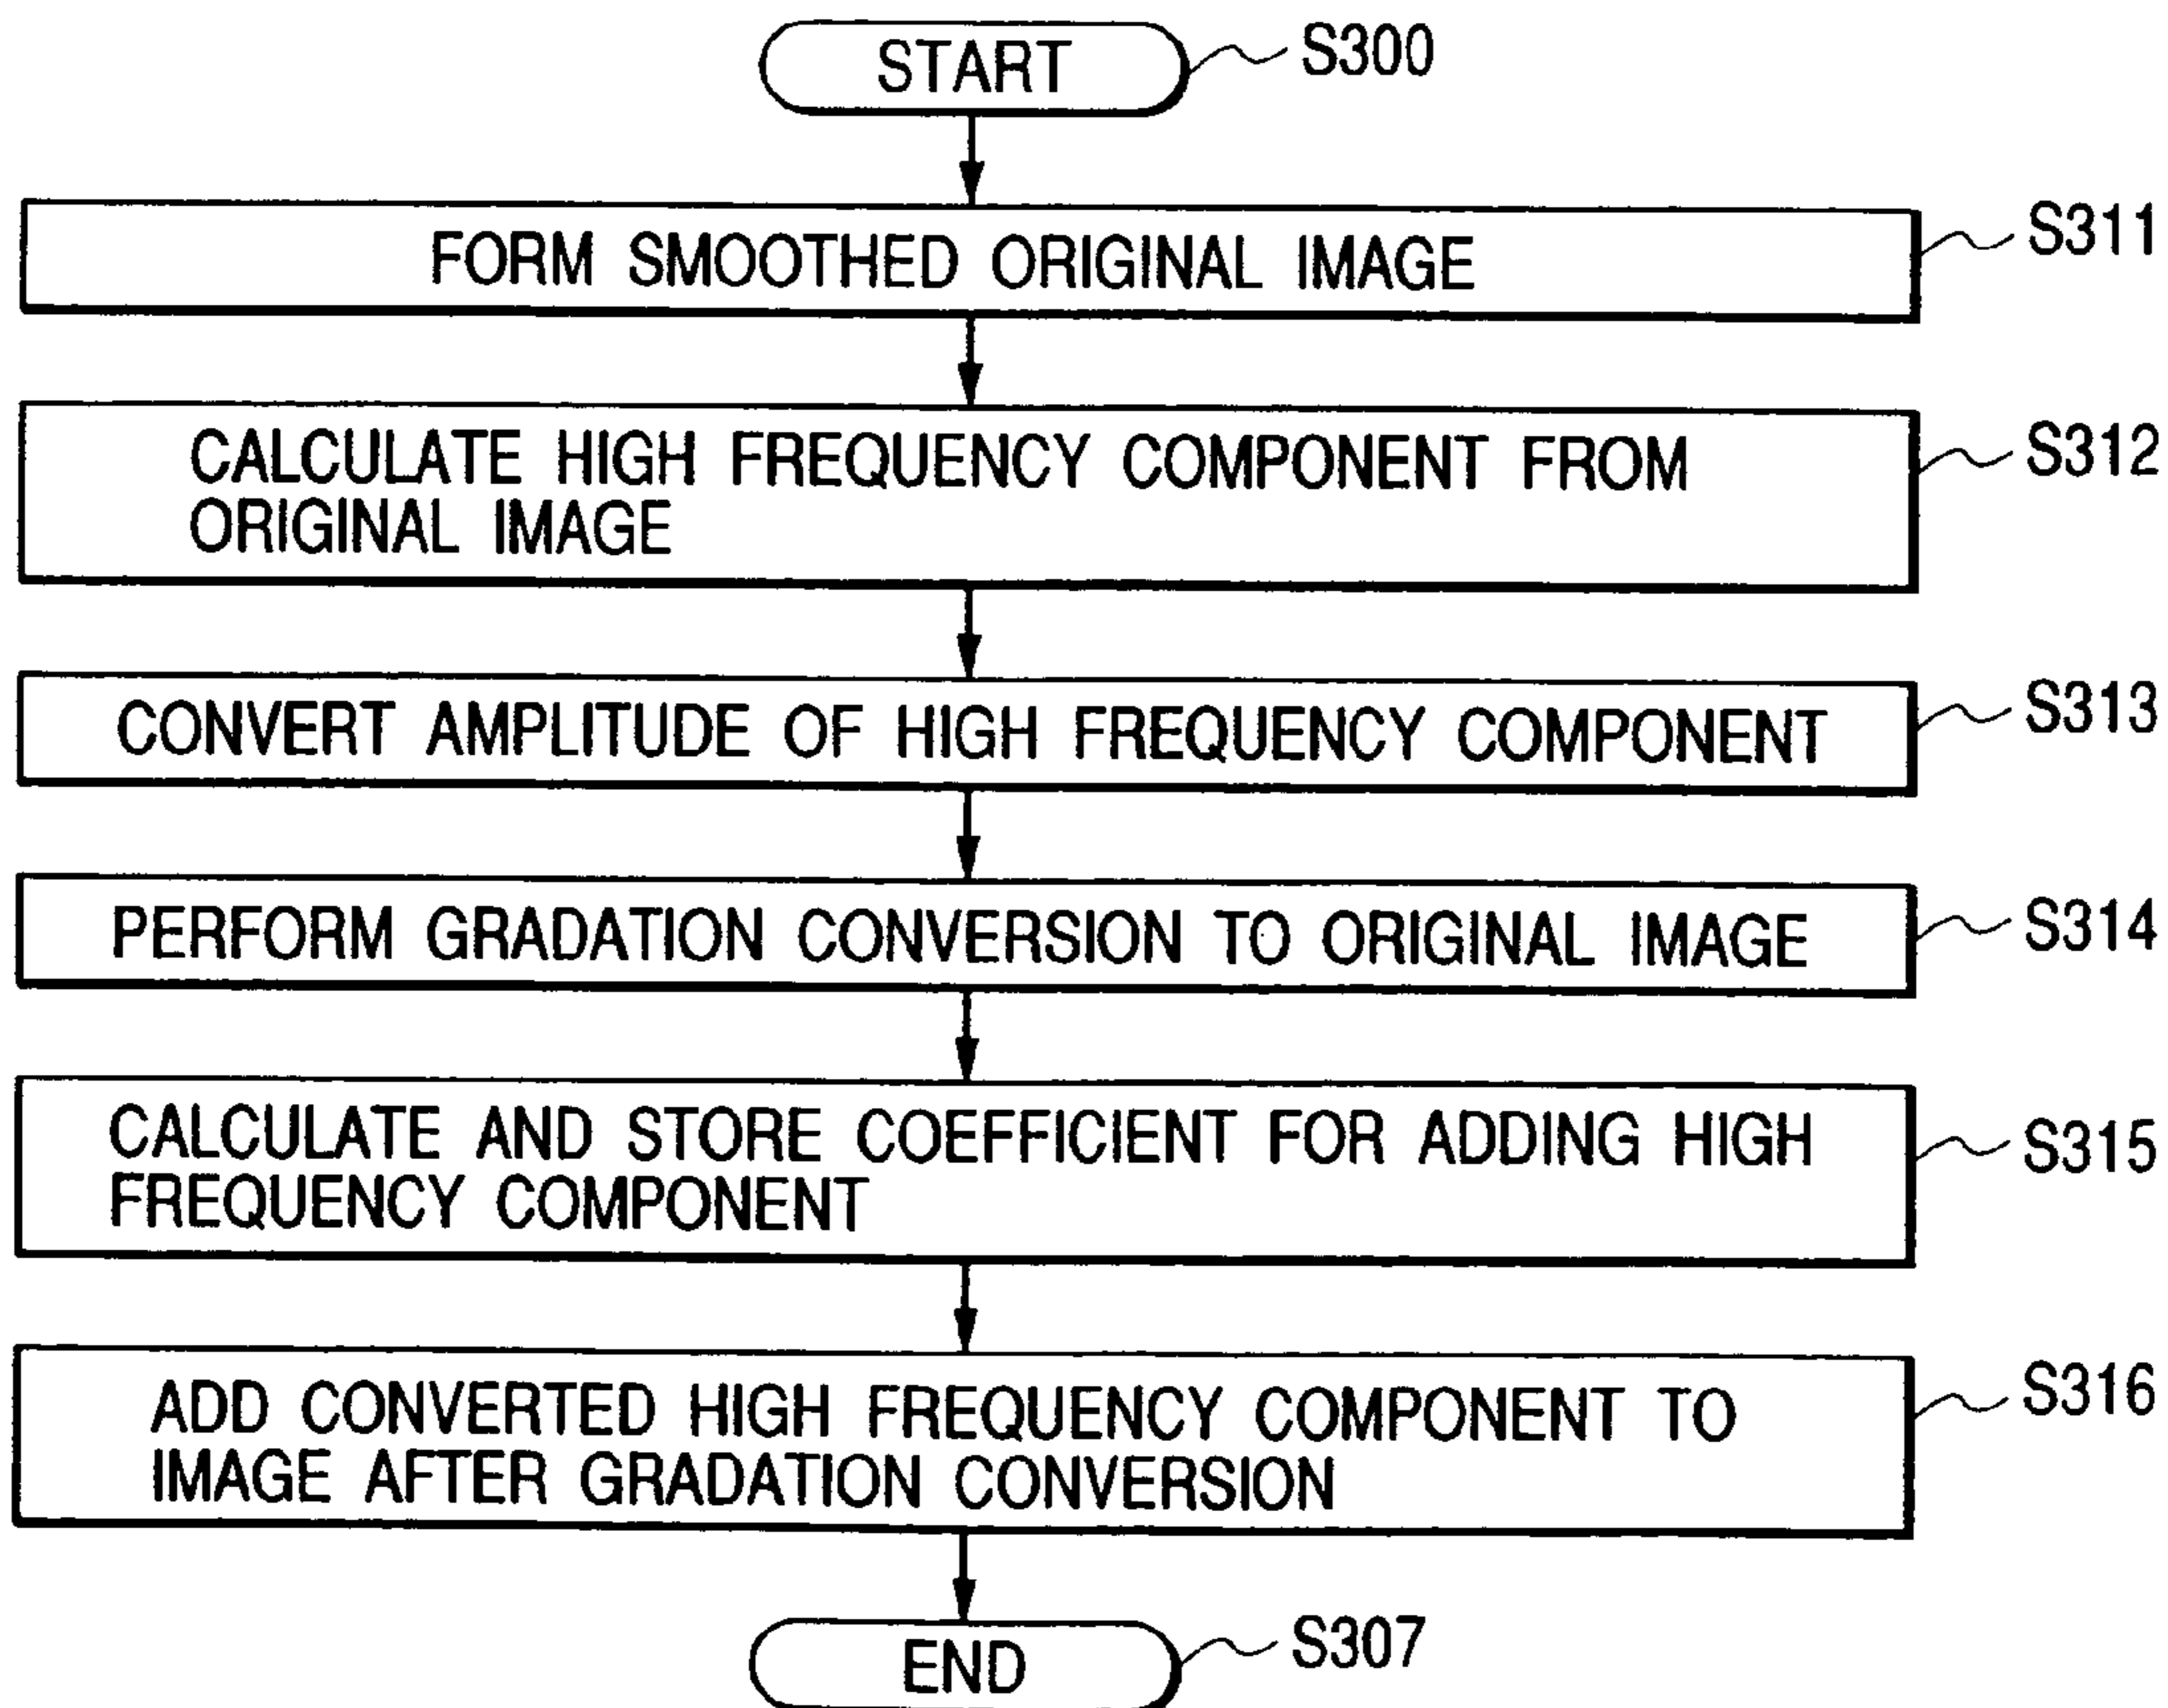 START
S300
FORM SMOOTHED ORIGINAL IMAGE
S311
CALCULATE HIGH FREQUENCY COMPONENT FROM
ORIGINAL IMAGE
S312
CONVERT AMPLITUDE OF HIGH FREQUENCY COMPONENT
S313
PERFORM GRADATION CONVERSION TO ORIGINAL IMAGE
S314
CALCULATE AND STORE COEFFICIENT FOR ADDING HIGH
FREQUENCY COMPONENT
S315
ADD CONVERTED HIGH FREQUENCY COMPONENT TO
IMAGE AFTER GRADATION CONVERSION
S316
END
S307